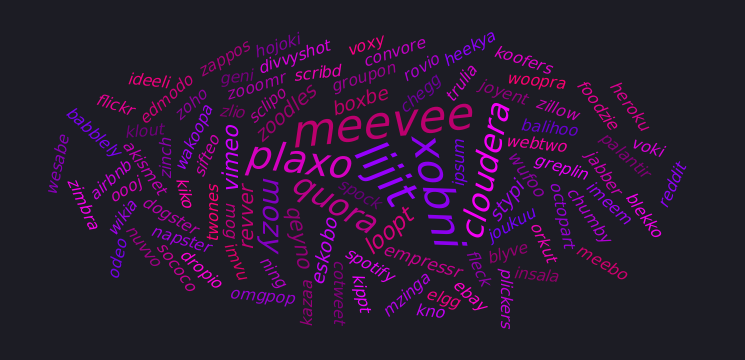 meevee
lijit
xobni
plaxo
cloudera
quora
mozy
vimeo
loopt
qeyno
revver
eskobo
boxbe
zoodles
stypi
joukuu
empressr
spotify
omgpop
twones
imvu
moo
ning
kazaa
cotweet
kippt
mzinga
elgg
kno
ebay
plickers
fleck
blyve
insala
orkut
meebo
octopart
chumby
imeem
blekko
reddit
voki
jabber
palantir
greplin
webtwo
balihoo
zillow
foodzie
heroku
woopra
koofers
joyent
trulia
heekya
rovio
convore
voxy
chegg
groupon
scribd
divvyshot
hojoki
geni
zooomr
sclipo
zappos
edmodo
ideeli
flickr
zoho
zlio
klout
wakoopa
sifteo
zinch
akismet
kiko
babblely
wesabe
zimbra
airbnb
oooj
wikia
odeo
dogster
napster
nuvvo
sococo
dropio
spock
ipsum
wufoo